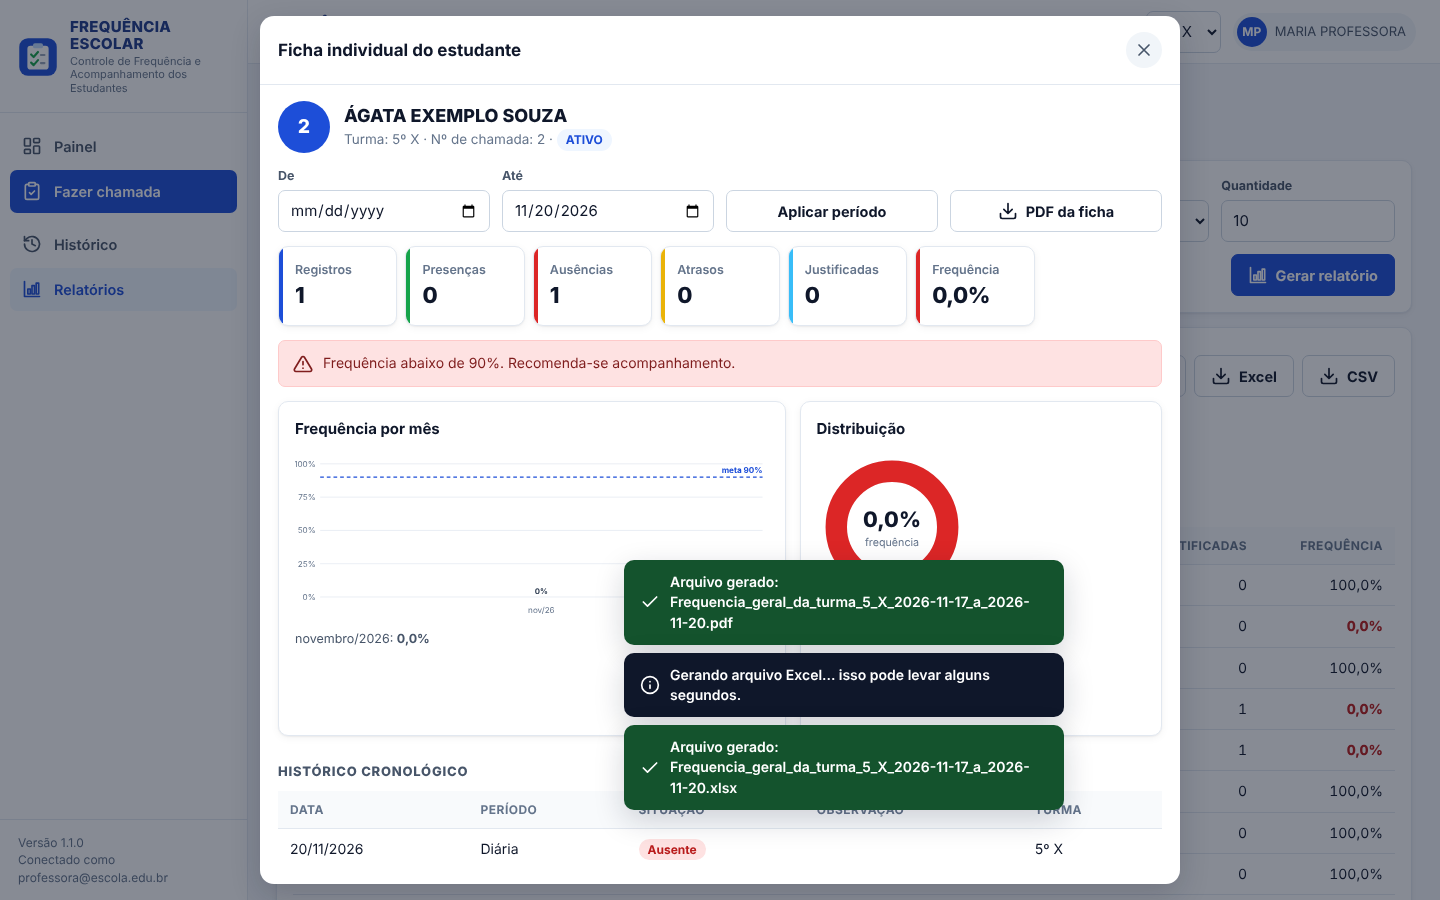 FREQUÊNCIA
ESCOLAR
Controle de Frequência e
Acompanhamento dos
Estudantes
Painel
Fazer chamada
Histórico
Relatórios
Versão 1.1.0
Conectado como
professora@escola.edu.br
X
MP MARIA PROFESSORA
Ficha individual do estudante
2
ÁGATA EXEMPLO SOUZA
Turma: 5º X · Nº de chamada: 2 · ATIVO
De
Até
mm/dd/yyyy
11/20/2026
Aplicar período
PDF da ficha
Registros
1
Presenças
0
Ausências
1
Atrasos
0
Justificadas
0
Frequência
0,0%
Frequência abaixo de 90%. Recomenda-se acompanhamento.
Frequência por mês
100%
meta 90%
75%
50%
25%
0%
0%
nov/26
novembro/2026: 0,0%
Distribuição
0,0%
frequência
Arquivo gerado:
Frequencia_geral_da_turma_5_X_2026-11-17_a_2026-
11-20.pdf
Gerando arquivo Excel... isso pode levar alguns
segundos.
Arquivo gerado:
Frequencia_geral_da_turma_5_X_2026-11-17_a_2026-
11-20.xlsx
HISTÓRICO CRONOLÓGICO
DATA PERÍODO SITUAÇÃO OBSERVAÇÃO TURMA
20/11/2026 Diária Ausente 5º X
Quantidade
10
Gerar relatório
Excel
CSV
TIFICADAS FREQUÊNCIA
0 100,0%
0 0,0%
0 100,0%
1 0,0%
1 0,0%
0 100,0%
0 100,0%
0 100,0%